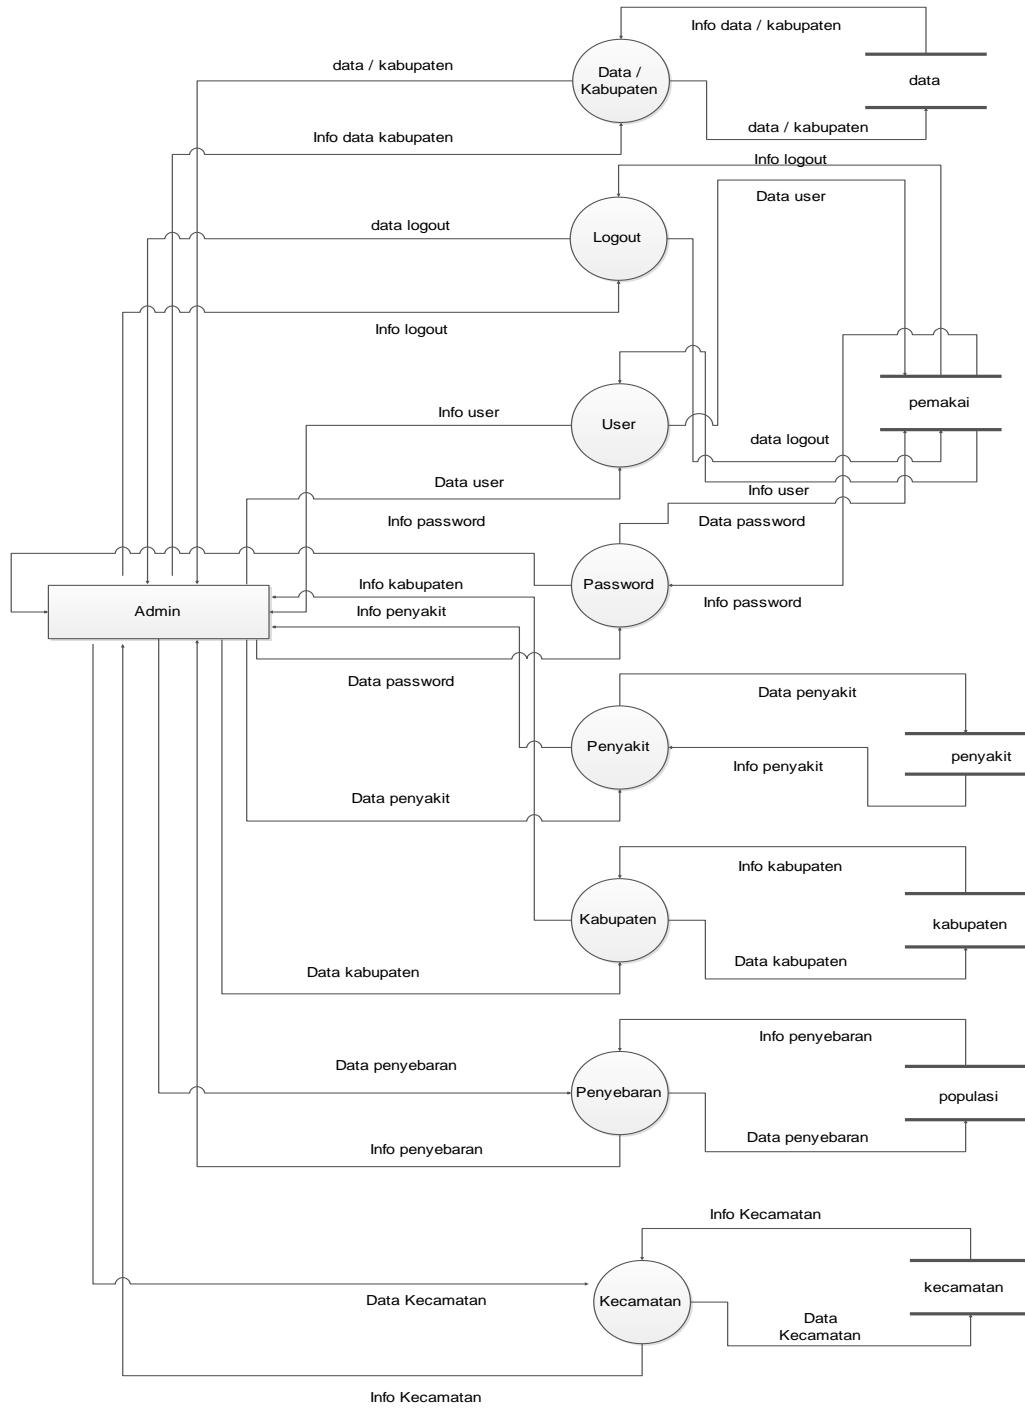 Info data / kabupaten
data / kabupaten
Data /
Kabupaten
data
data / kabupaten
Info data kabupaten
Info logout
Data user
data logout
Logout
Info logout
pemakai
Info user
User
data logout
Data user
Info user
Info password
Data password
Info kabupaten
Password
Info password
Admin
Info penyakit
Data password
Data penyakit
Penyakit
penyakit
Info penyakit
Data penyakit
Info kabupaten
Kabupaten
kabupaten
Data kabupaten
Data kabupaten
Info penyebaran
Data penyebaran
Penyebaran
populasi
Data penyebaran
Info penyebaran
Info Kecamatan
kecamatan
Data Kecamatan
Kecamatan
Data
Kecamatan
Info Kecamatan